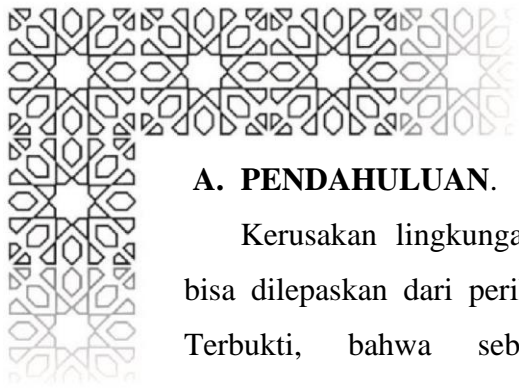 A. PENDAHULUAN.
Kerusakan lingkunga
bisa dilepaskan dari peri
Terbukti, bahwa seb